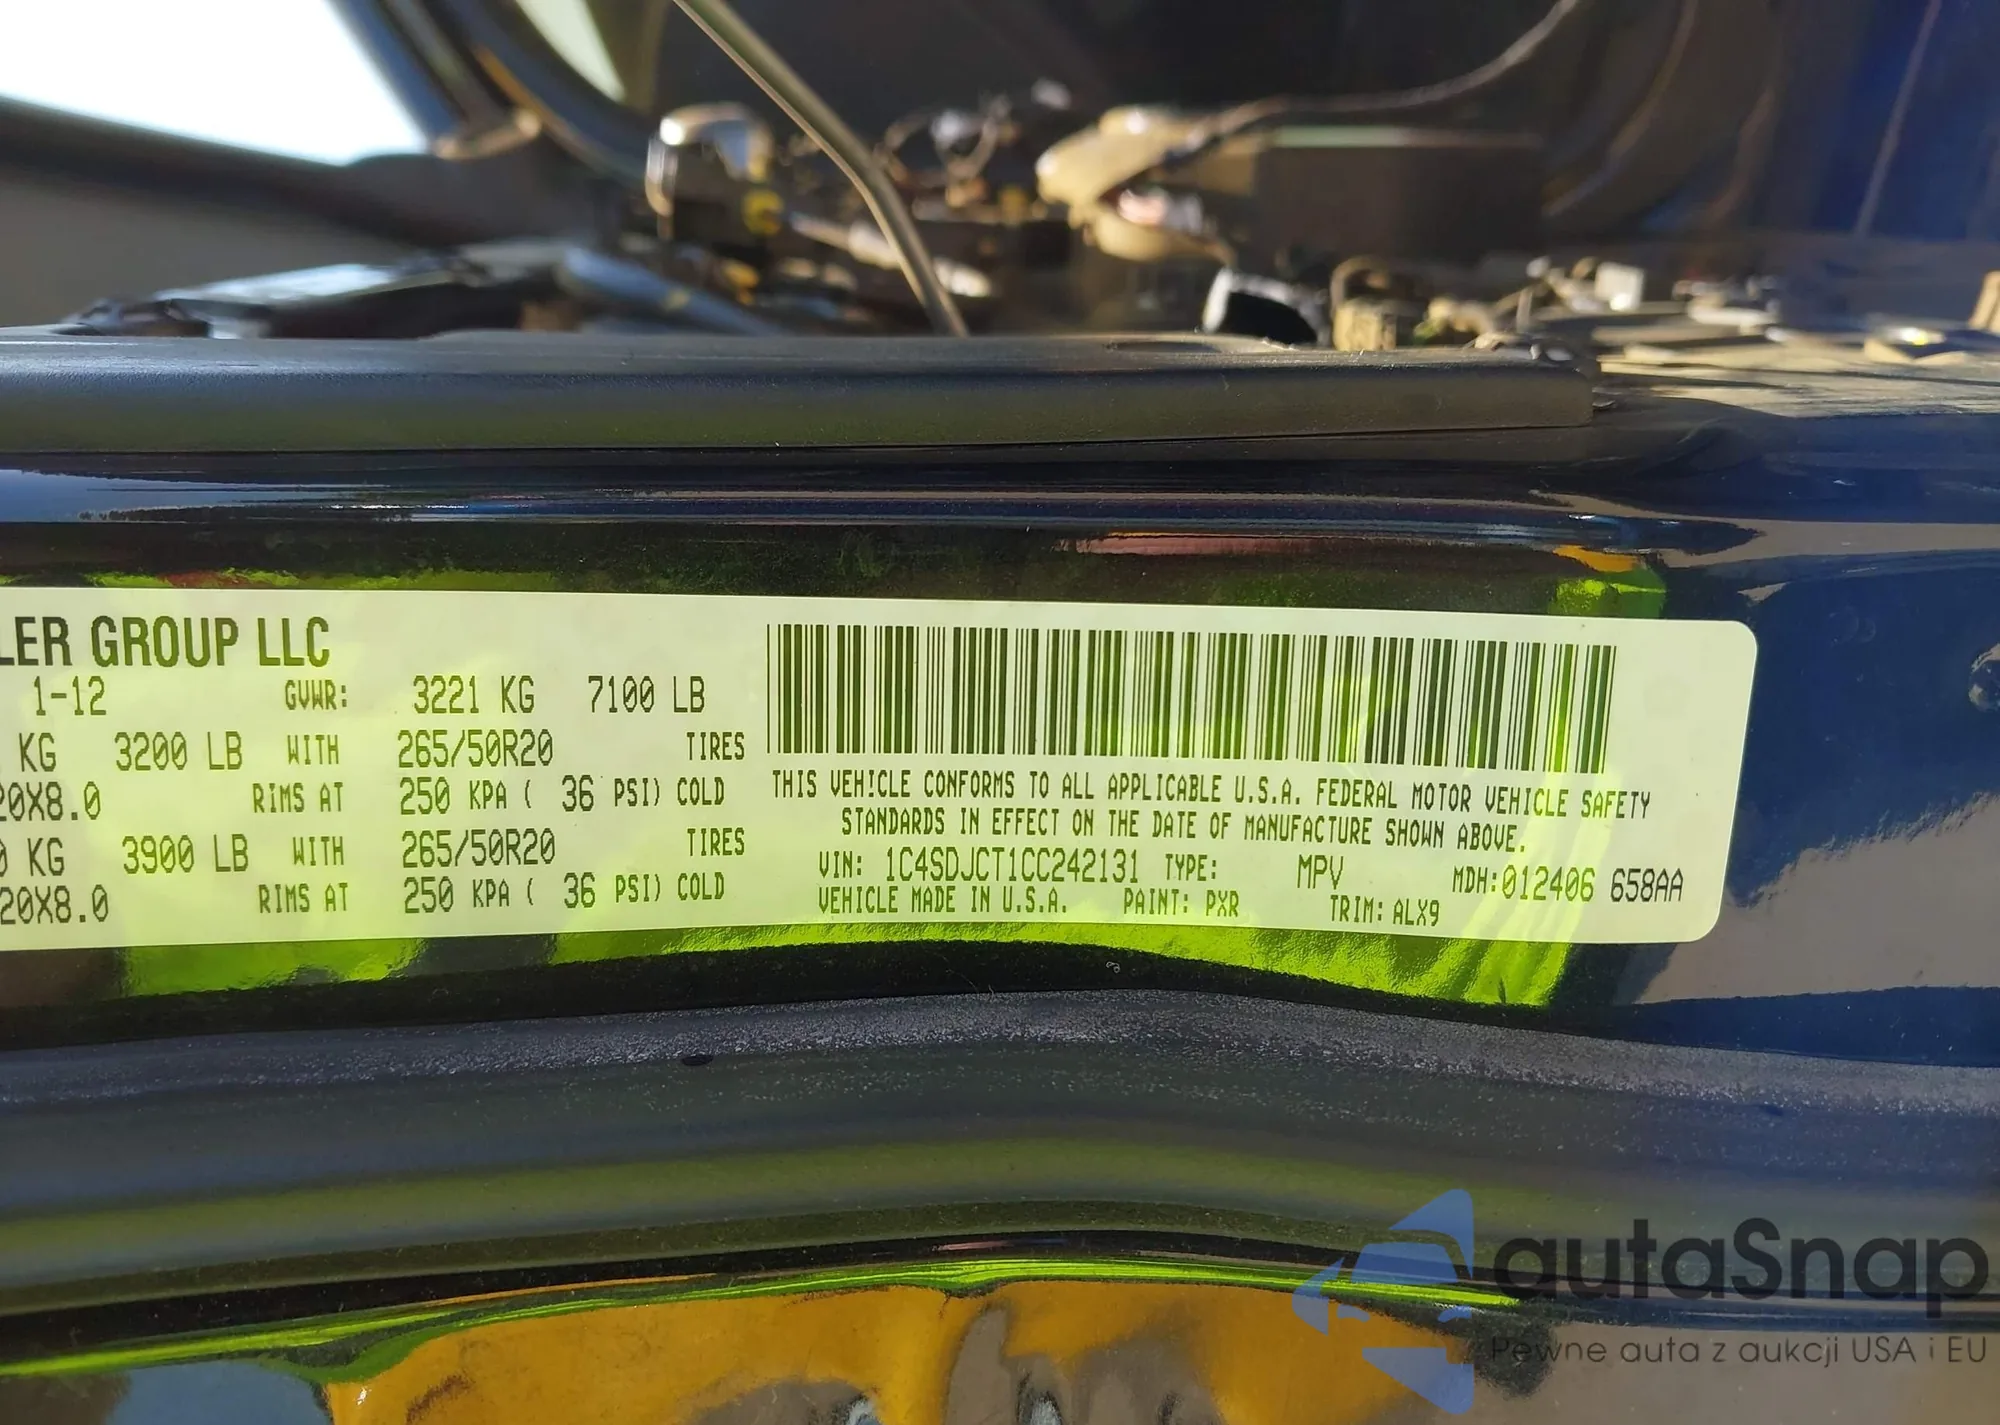 LER GROUP LLC
1-12 GVWR: 3221 KG 7100 LB
KG 3200 LB WITH 265/50R20 TIRES
20X8.0 RIMS AT 250 KPA ( 36 PSI) COLD
0 KG 3900 LB WITH 265/50R20 TIRES
20X8.0 RIMS AT 250 KPA ( 36 PSI) COLD
THIS VEHICLE CONFORMS TO ALL APPLICABLE U.S.A. FEDERAL MOTOR VEHICLE SAFETY
STANDARDS IN EFFECT ON THE DATE OF MANUFACTURE SHOWN ABOVE.
VIN: 1C4SDJCT1CC242131 TYPE: MPV MDH:012406 658AA
VEHICLE MADE IN U.S.A. PAINT: PXR TRIM: ALX9
autaSnap
Pewne auta z aukcji USA i EU